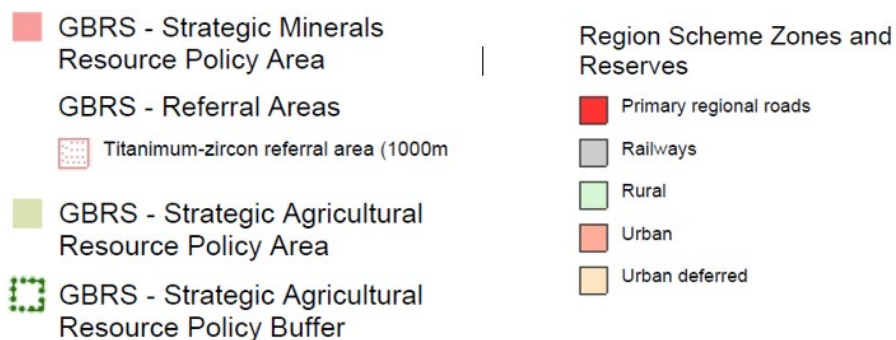 GBRS - Strategic Minerals
Resource Policy Area
GBRS - Referral Areas
Titanimum-zircon referral area (1000m
GBRS - Strategic Agricultural
Resource Policy Area
GBRS - Strategic Agricultural
Resource Policy Buffer
Region Scheme Zones and
Reserves
Primary regional roads
Railways
Rural
Urban
Urban deferred